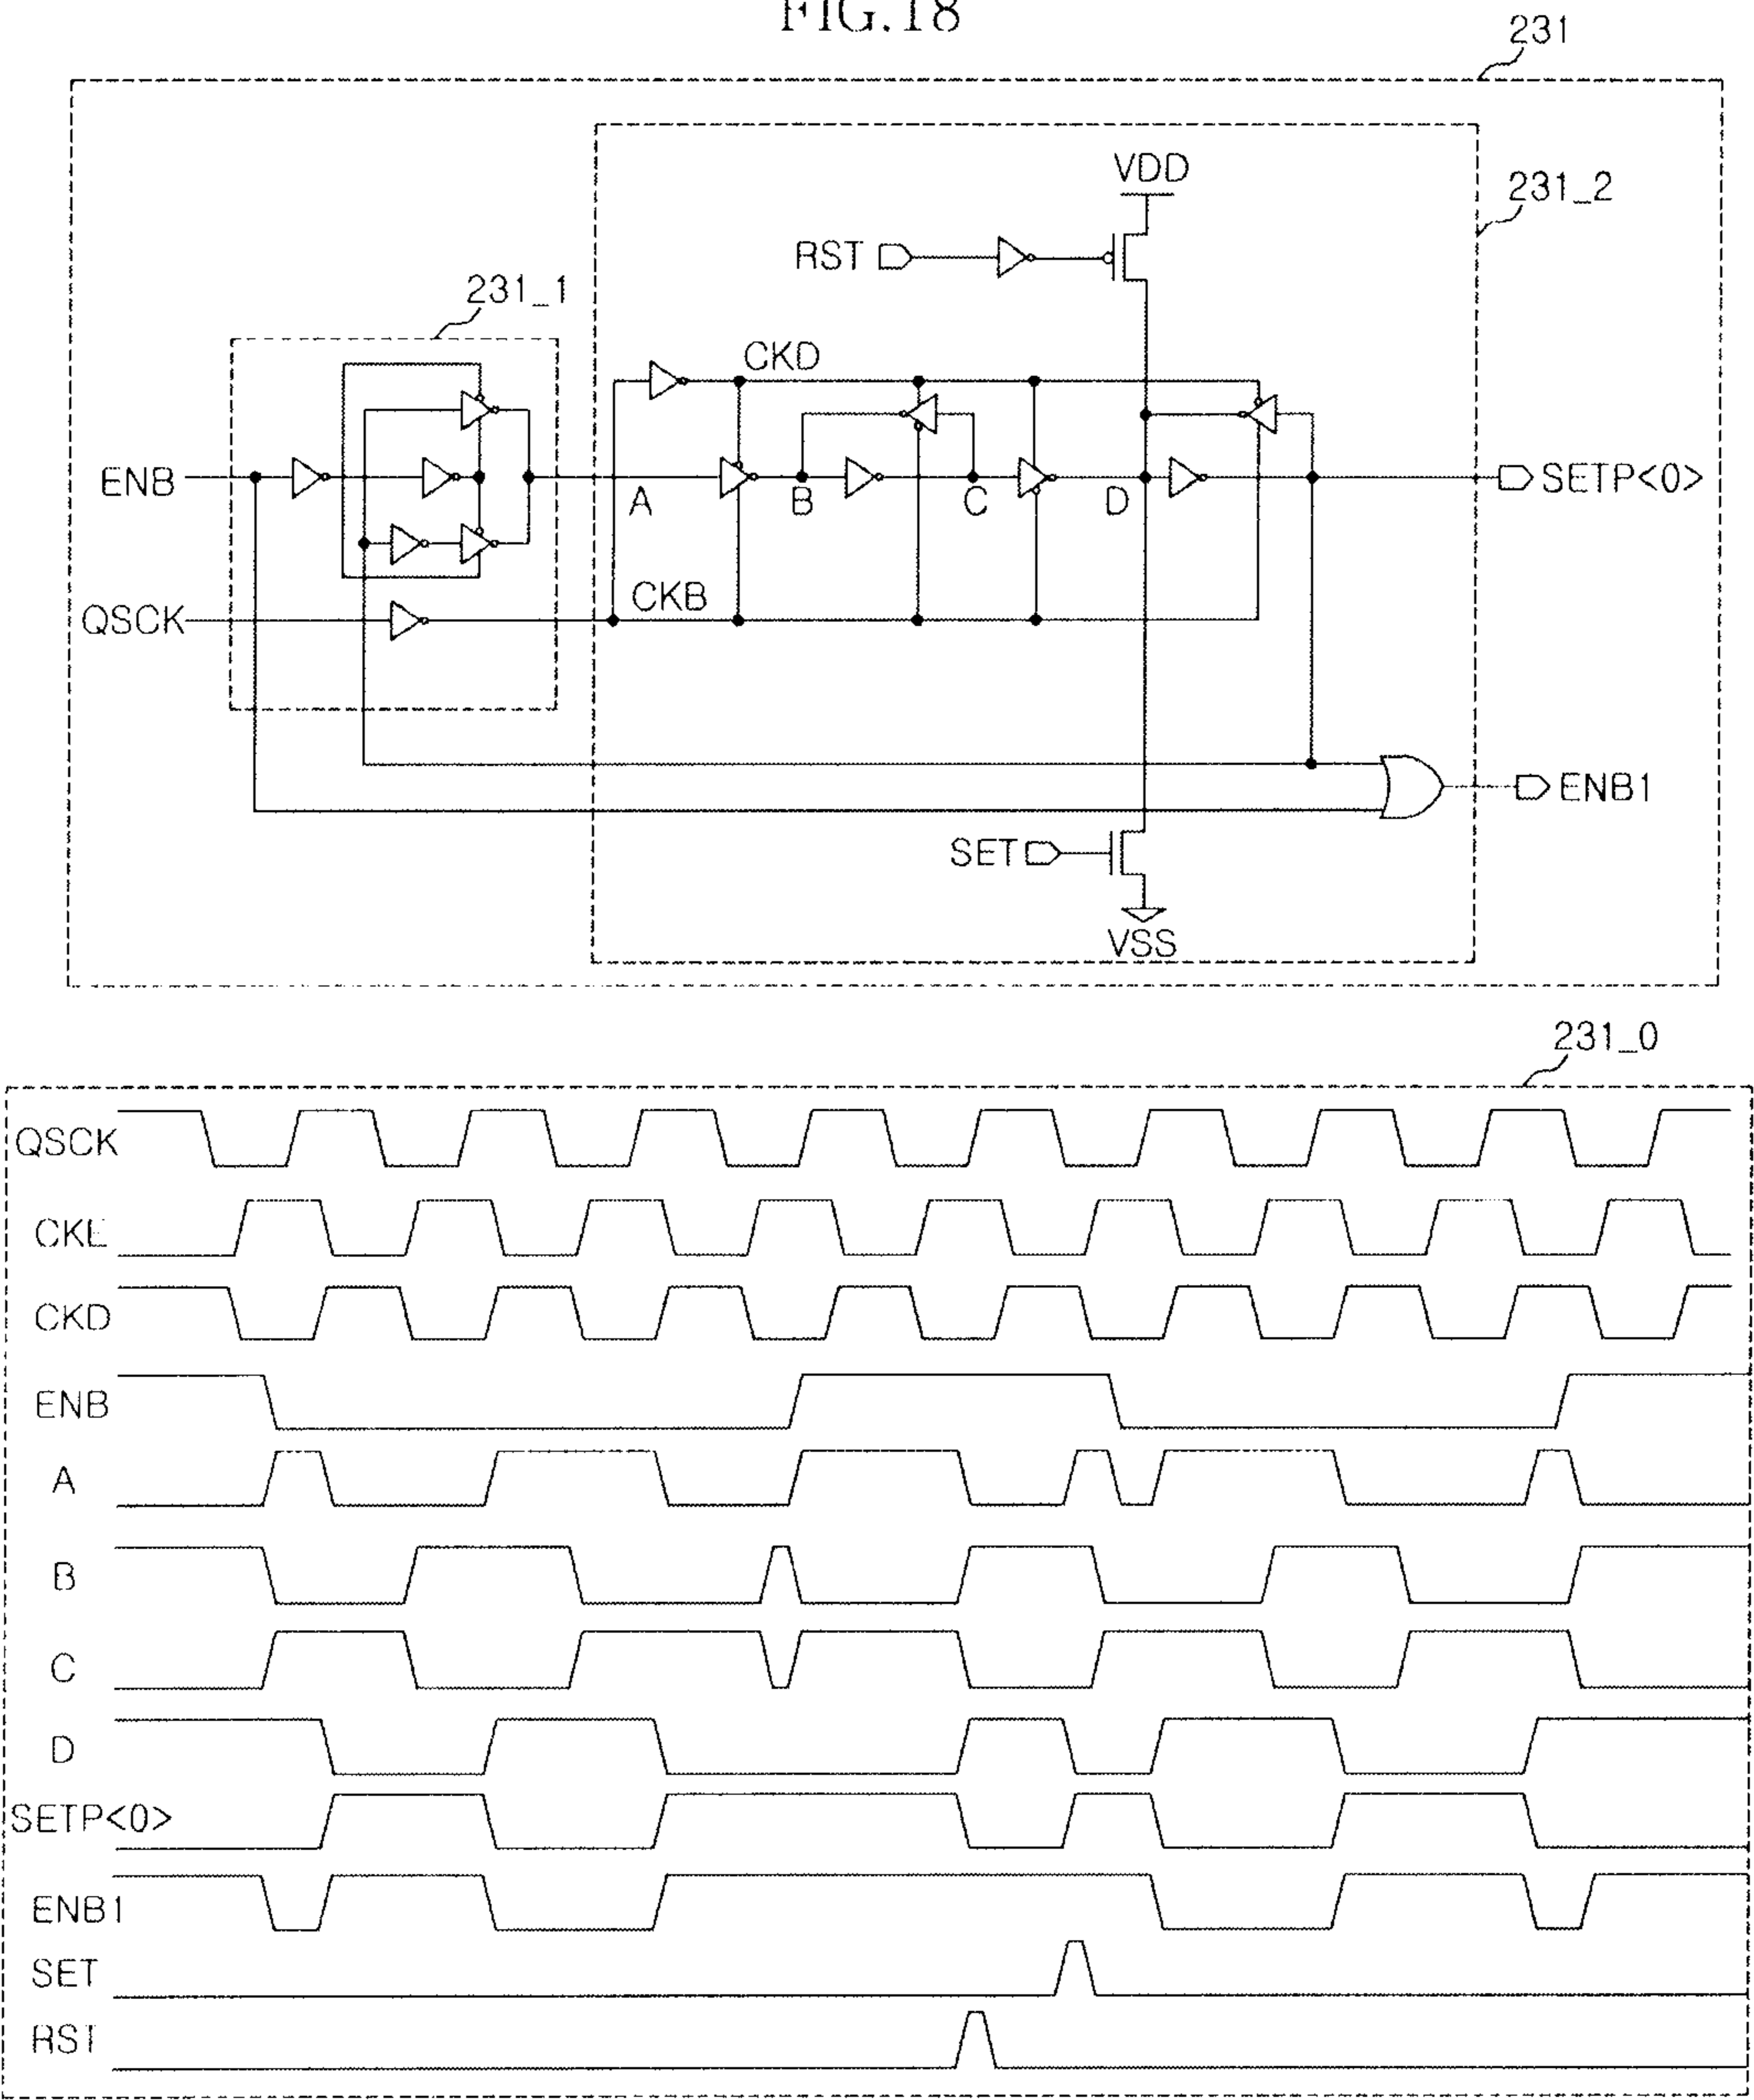 FIG.18
231
VDD
231_2
RST
231_1
CKD
ENB
A
B
C
D
SETP<0>
CKB
QSCK
ENB1
SET
VSS
231_0
QSCK
CKD
ENB
A
B
C
D
SETP<0>
ENB1
SET
RST